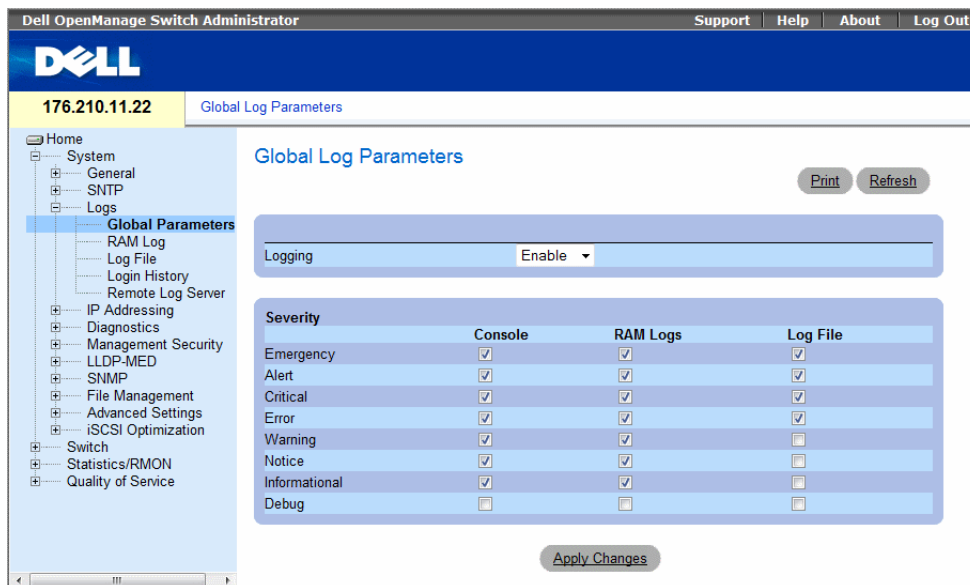 Dell OpenManage Switch Administrator
Support Help About Log Out
DELL
176.210.11.22
Global Log Parameters
Home
System
General
SNTP
Logs
Global Parameters
RAM Log
Log File
Login History
Remote Log Server
IP Addressing
Diagnostics
Management Security
LLDP-MED
SNMP
File Management
Advanced Settings
iSCSI Optimization
Switch
Statistics/RMON
Quality of Service
Global Log Parameters
Print Refresh
Logging Enable
Severity
Console RAM Logs Log File
Emergency
Alert
Critical
Error
Warning
Notice
Informational
Debug
Apply Changes